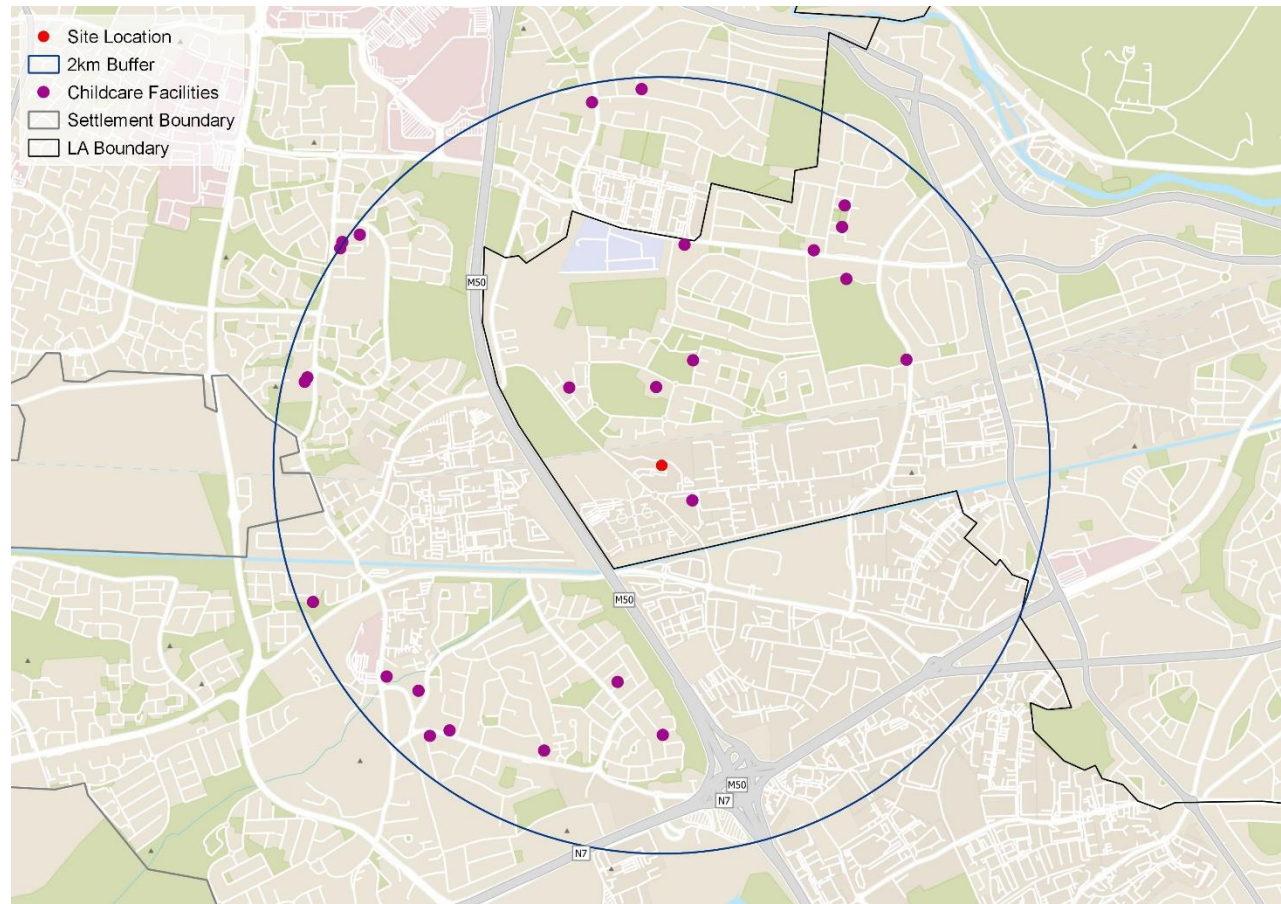 Site Location
2km Buffer
Childcare Facilities
Settlement Boundary
LA Boundary
M50
M50
M50
N7
N7